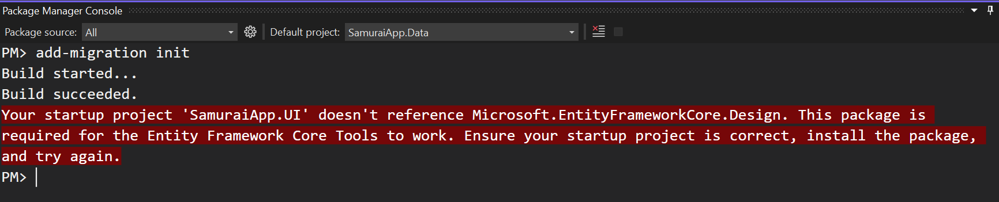 Package Manager Console
Package source: All Default project: SamuraiApp.Data
PM> add-migration init
Build started...
Build succeeded.
Your startup project 'SamuraiApp.UI' doesn't reference Microsoft.EntityFrameworkCore.Design. This package is
required for the Entity Framework Core Tools to work. Ensure your startup project is correct, install the package,
and try again.
PM>